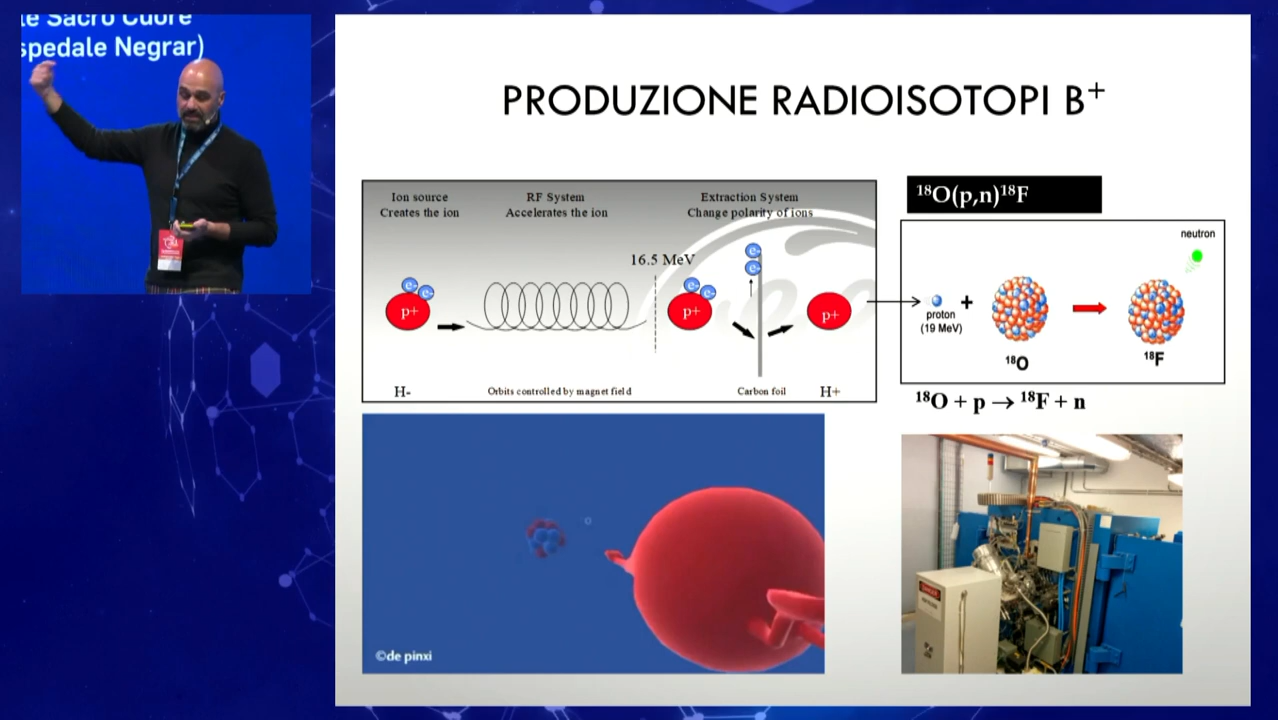 le Sacro Cuore
spedale Negrar)
PRODUZIONE RADIOISOTOPI B⁺
Ion source
Creates the ion
RF System
Accelerates the ion
Extraction System
Change polarity of ions
16.5 MeV
e-
e-
p+
e-
e-
p+
e-
e-
p+
H-
Orbits controlled by magnet field
Carbon foil
H+
¹⁸O(p,n)¹⁸F
neutron
proton
(19 MeV)
+
¹⁸O
¹⁸F
¹⁸O + p → ¹⁸F + n
©de pinxi
DANGER